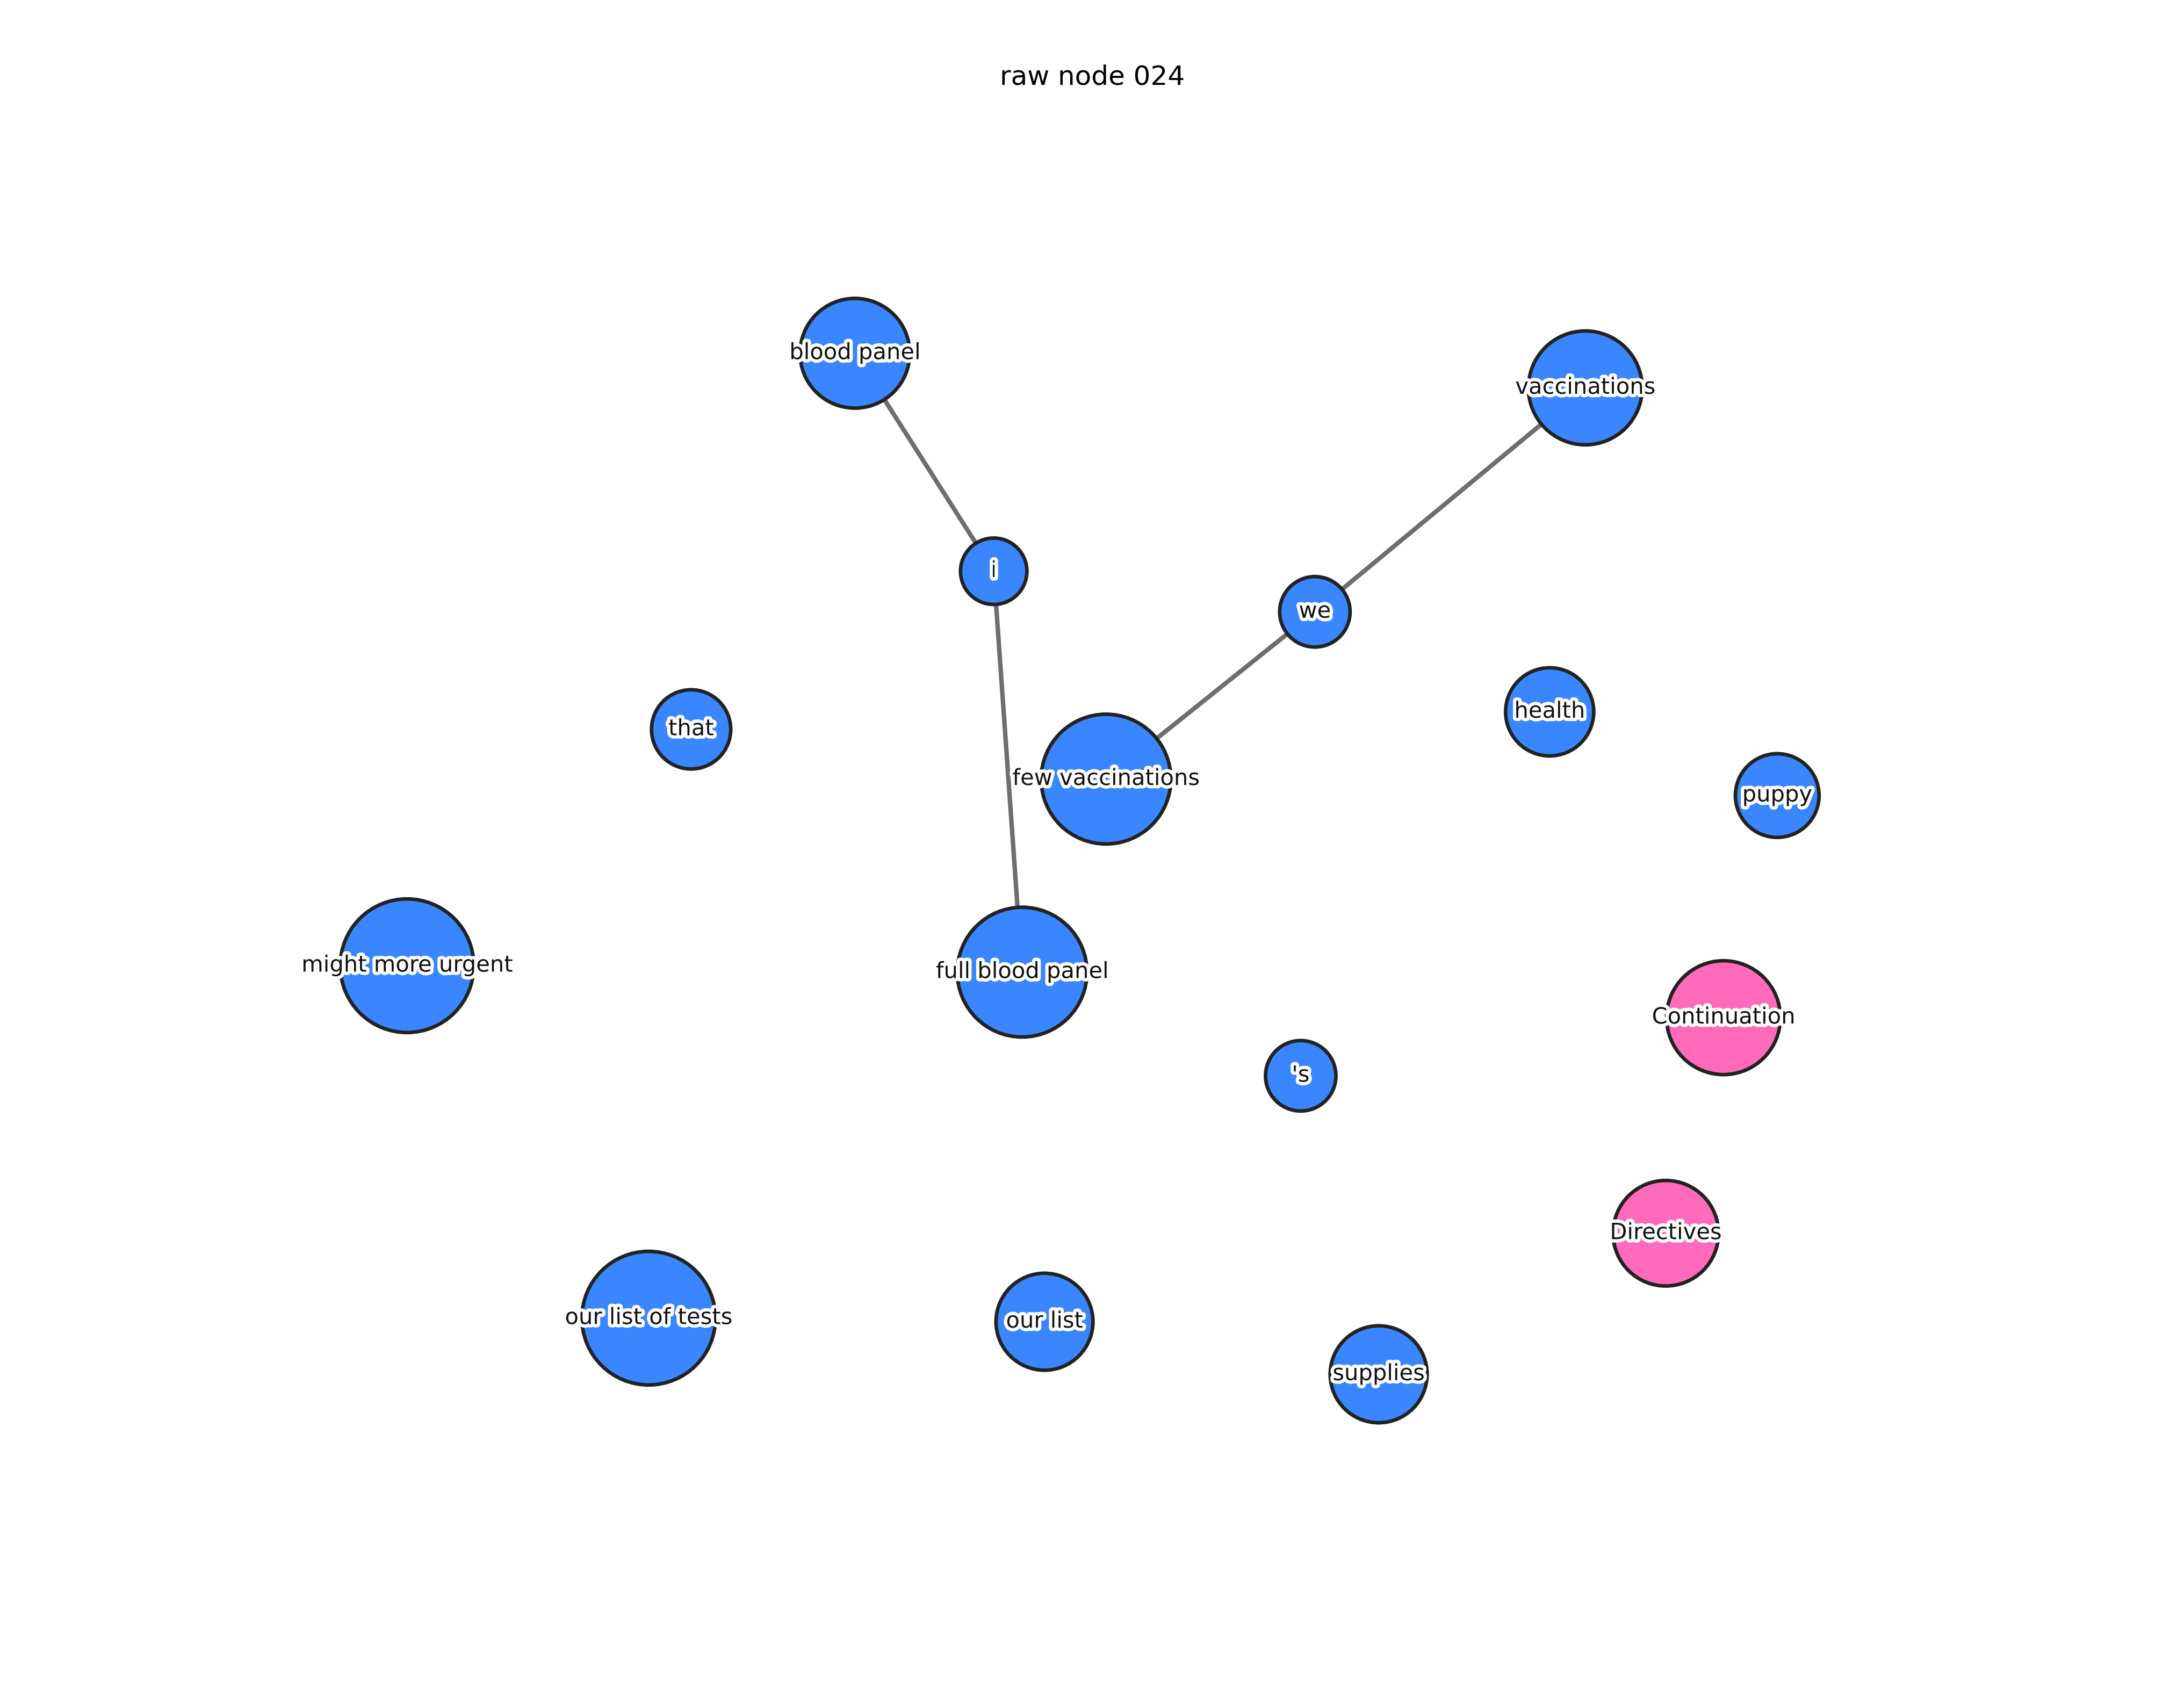 raw node 024
blood panel
vaccinations
i
we
health
that
few vaccinations
puppy
might more urgent
full blood panel
Continuation
's
Directives
our list of tests
our list
supplies